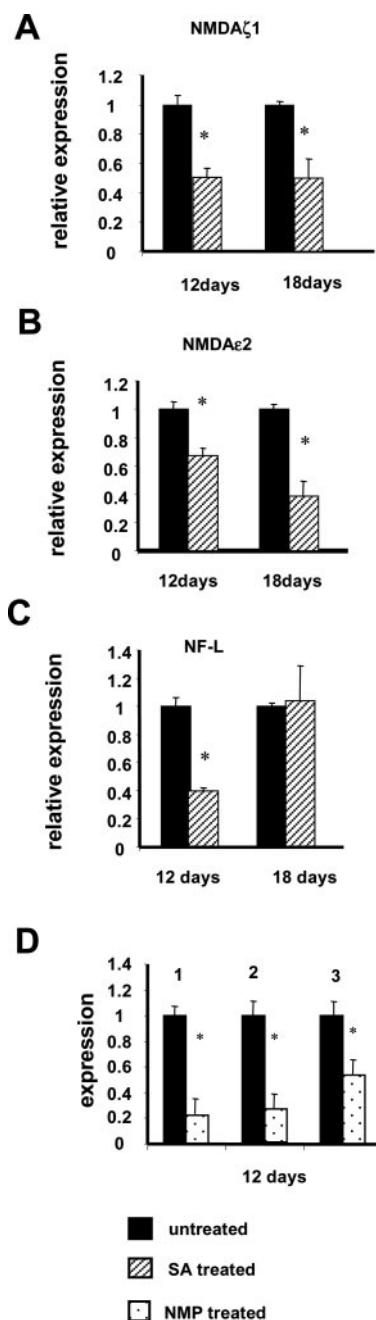 A
NMDAζ1
relative expression
1.2
1
0.8
0.6
0.4
0.2
0
*
*
12days
18days
B
NMDAε2
relative expression
1.2
1
0.8
0.6
0.4
0.2
0
*
*
12days
18days
C
NF-L
relative expression
1.4
1.2
1
0.8
0.6
0.4
0.2
0
*
12 days
18 days
D
expression
1.4
1.2
1
0.8
0.6
0.4
0.2
0
1
2
3
*
*
*
12 days
untreated
SA treated
NMP treated